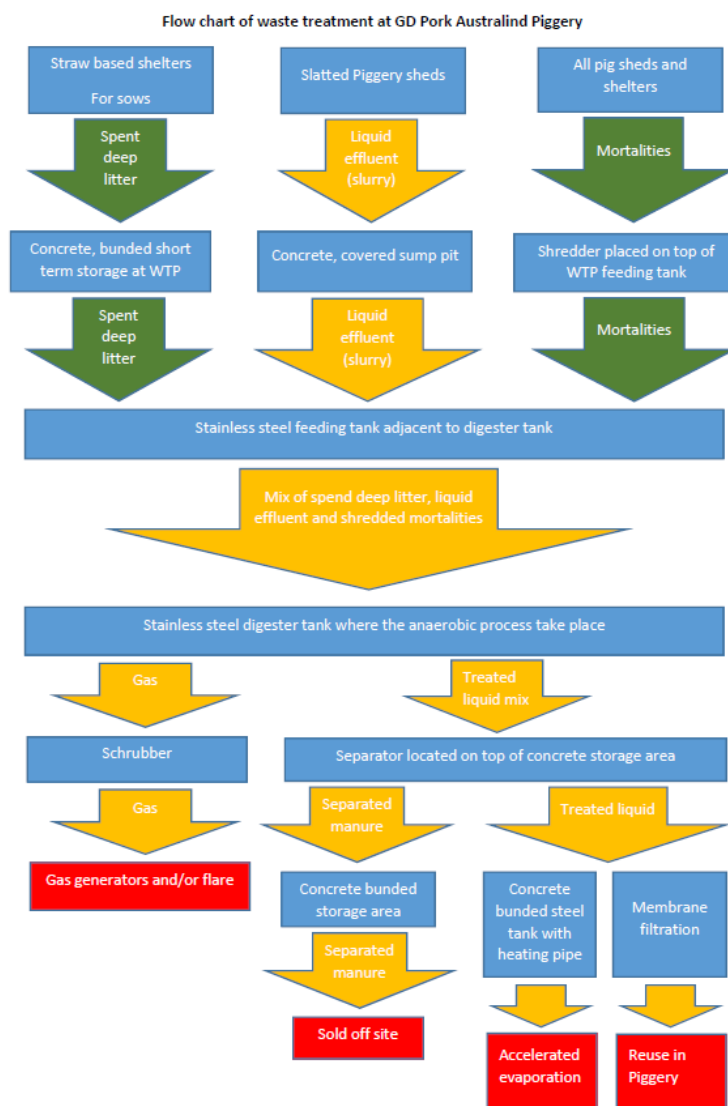 Flow chart of waste treatment at GD Pork Australind Piggery
Straw based shelters
For sows
Slatted Piggery sheds
All pig sheds and
shelters
Spent
deep
litter
Liquid
effluent
(slurry)
Mortalities
Concrete, bunded short
term storage at WTP
Concrete, covered sump pit
Shredder placed on top of
WTP feeding tank
Spent
deep
litter
Liquid
effluent
(slurry)
Mortalities
Stainless steel feeding tank adjacent to digester tank
Mix of spend deep litter, liquid
effluent and shredded mortalities
Stainless steel digester tank where the anaerobic process take place
Gas
Treated
liquid mix
Schrubber
Separator located on top of concrete storage area
Gas
Separated
manure
Treated liquid
Gas generators and/or flare
Concrete bunded
storage area
Concrete
bunded steel
tank with
heating pipe
Membrane
filtration
Separated
manure
Sold off site
Accelerated
evaporation
Reuse in
Piggery